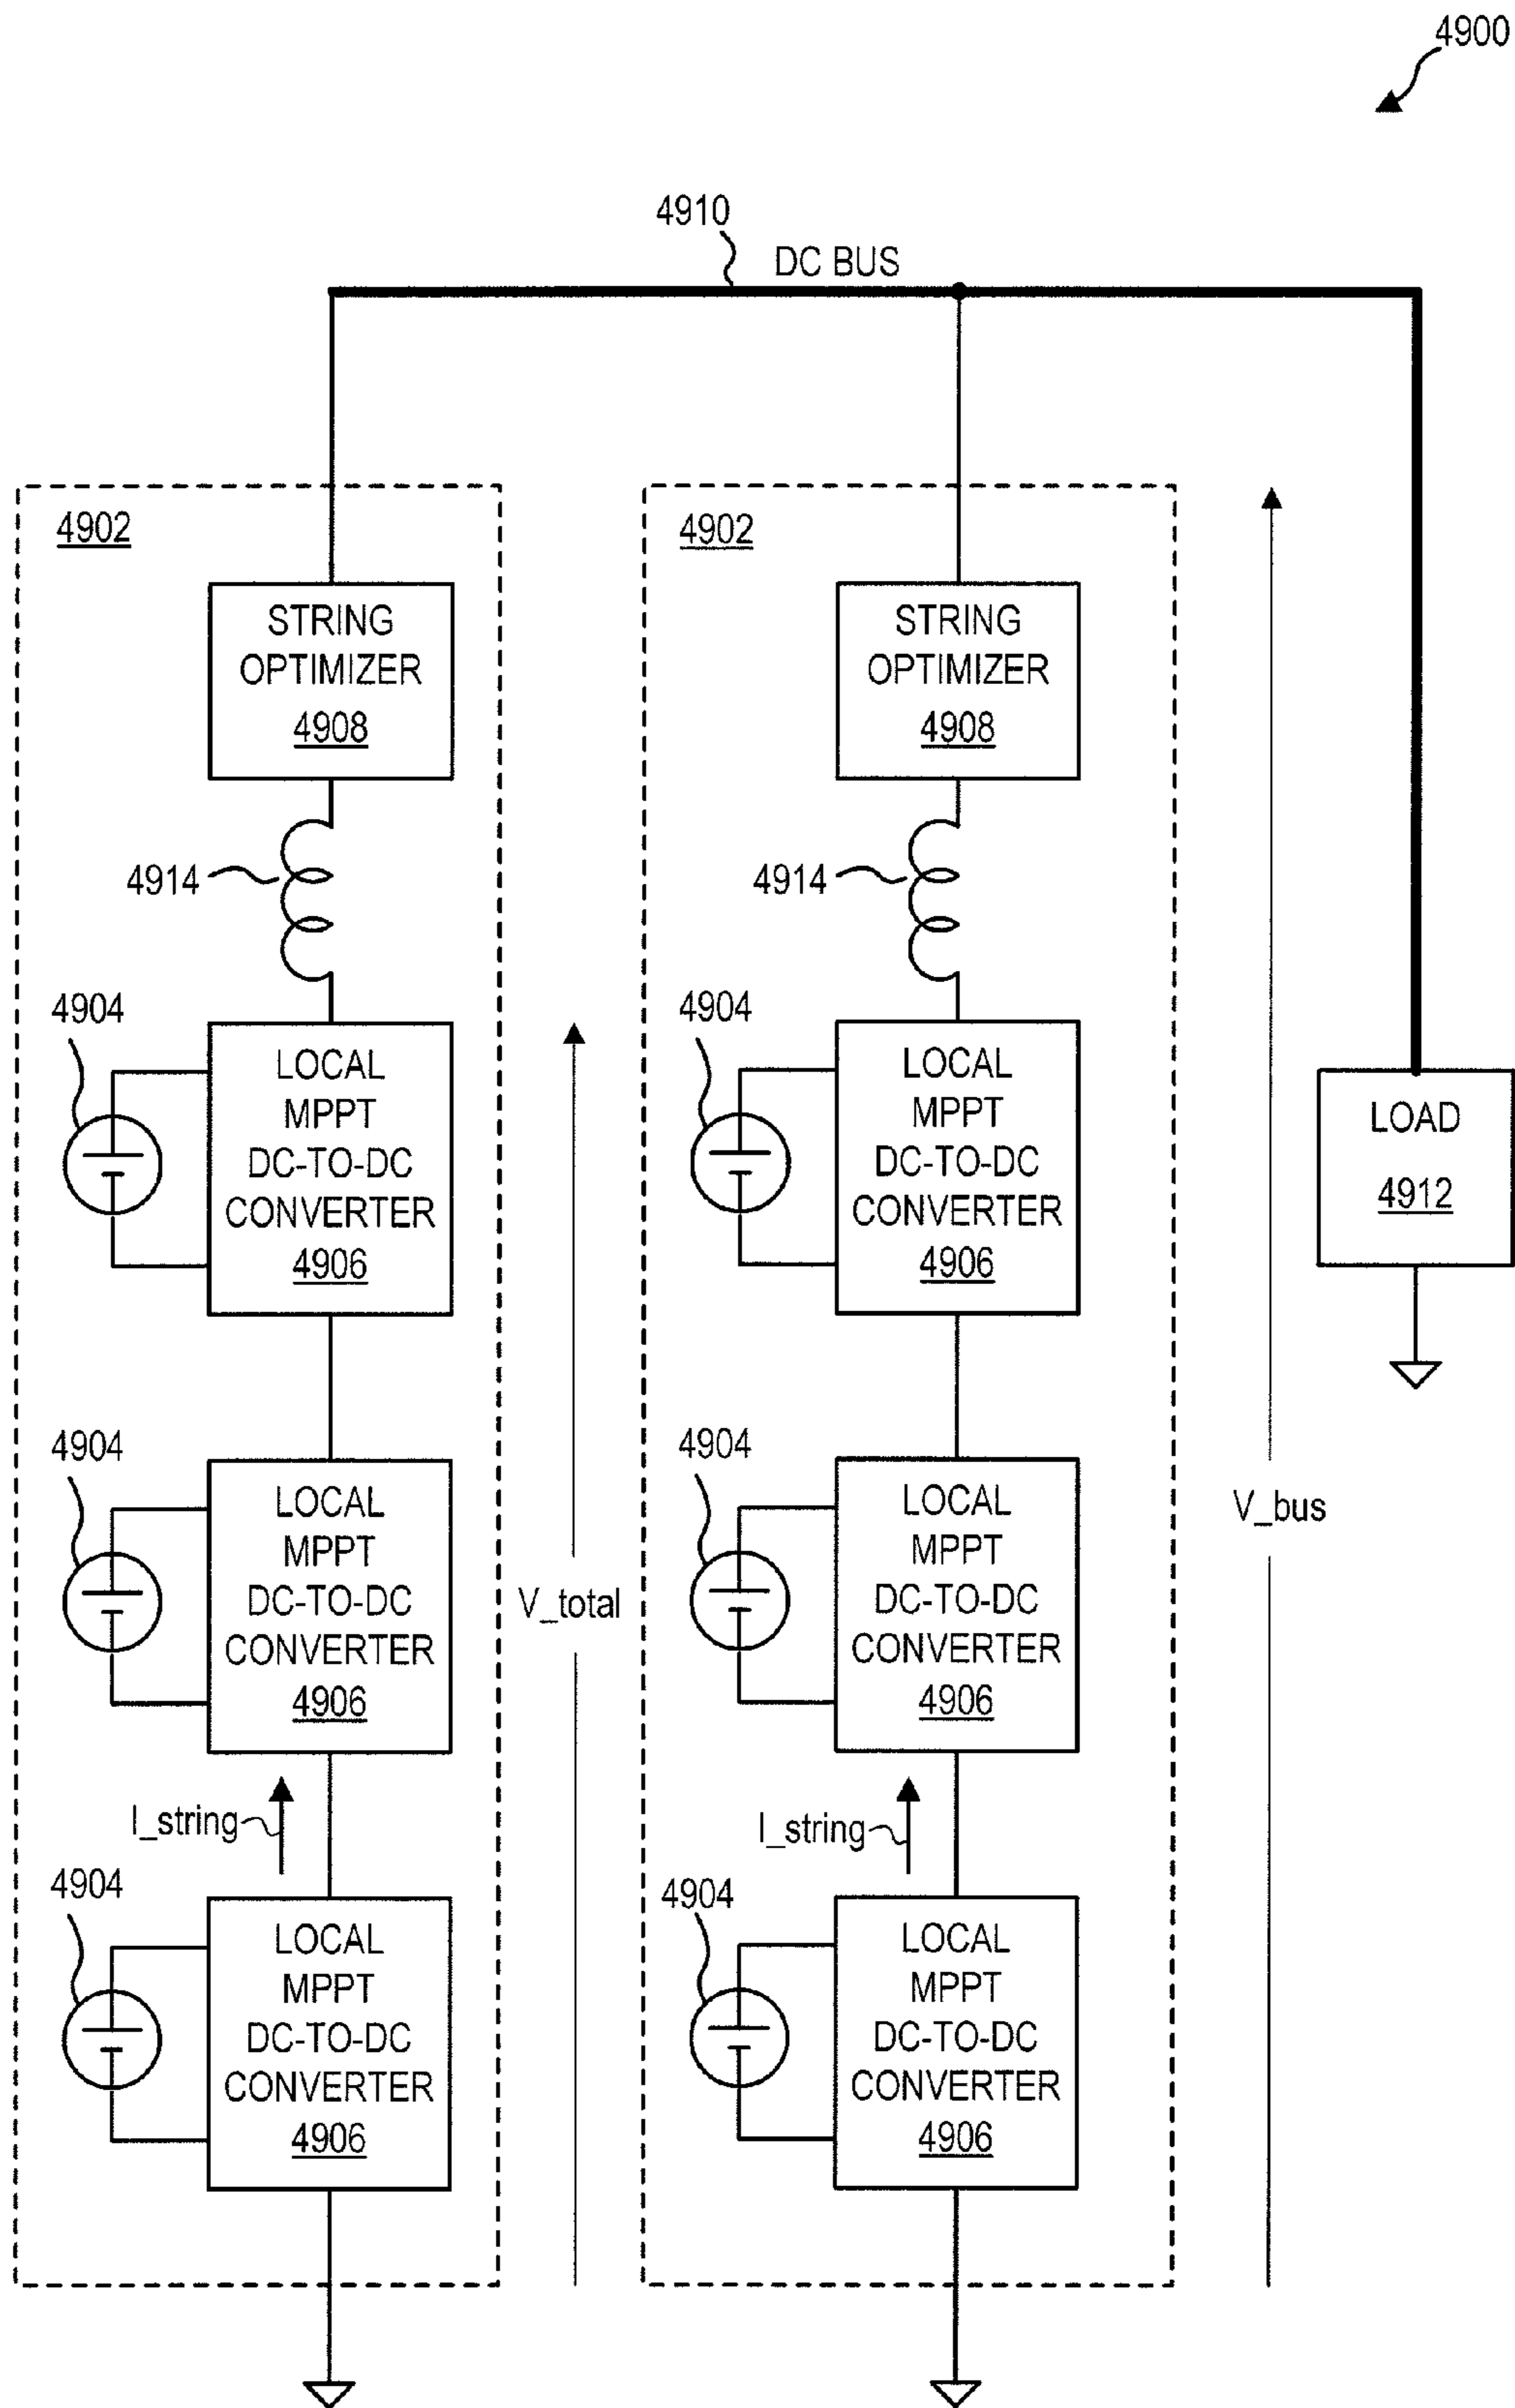 4900
4910
DC BUS
4902
STRING
OPTIMIZER
4908
4914
4904
LOCAL
MPPT
DC-TO-DC
CONVERTER
4906
4904
LOCAL
MPPT
DC-TO-DC
CONVERTER
4906
I_string
4904
LOCAL
MPPT
DC-TO-DC
CONVERTER
4906
V_total
4902
STRING
OPTIMIZER
4908
4914
4904
LOCAL
MPPT
DC-TO-DC
CONVERTER
4906
4904
LOCAL
MPPT
DC-TO-DC
CONVERTER
4906
I_string
4904
LOCAL
MPPT
DC-TO-DC
CONVERTER
4906
V_bus
LOAD
4912